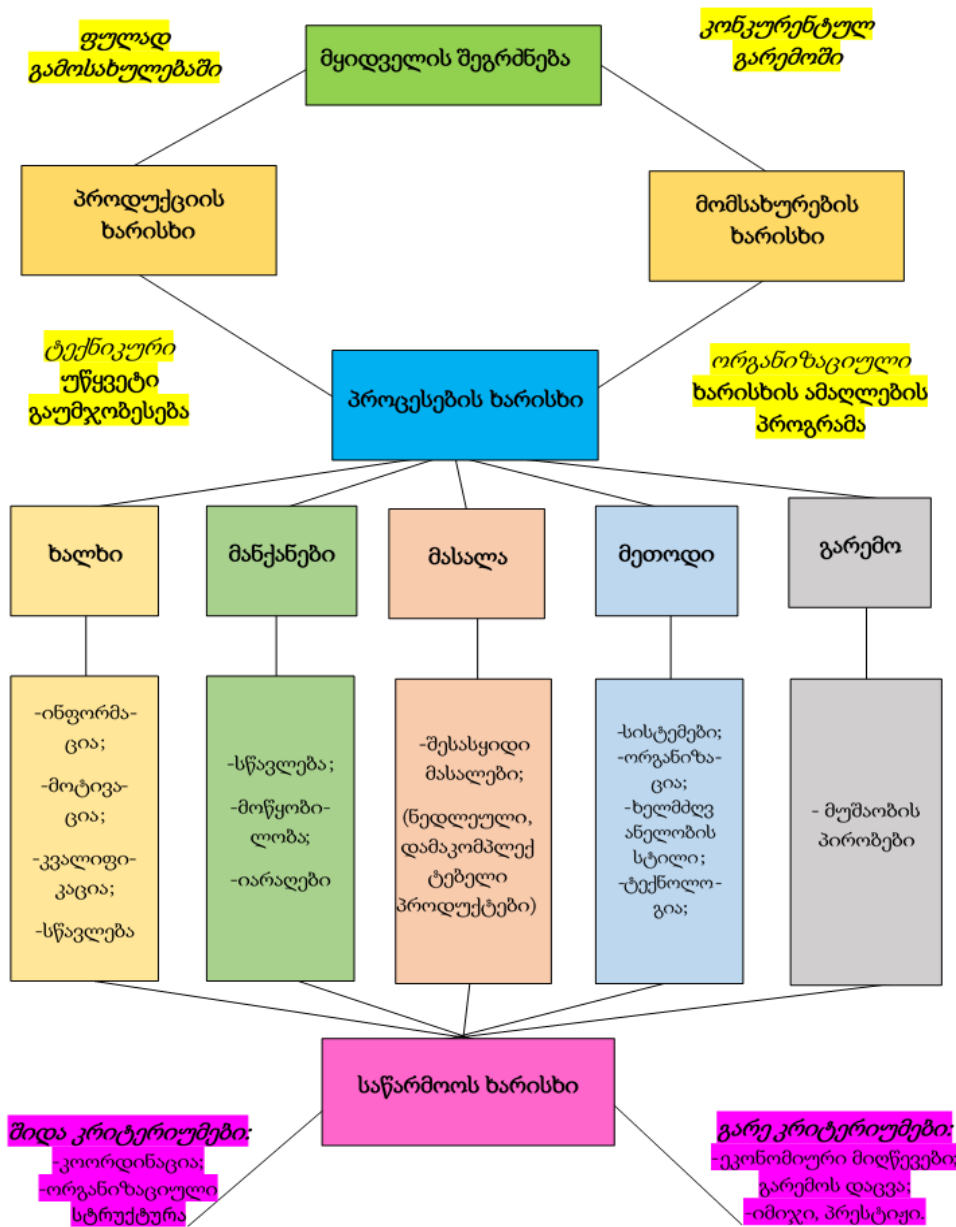 ფულად
გამოსახულებაში
მყიდველის შეგრძნება
კონკურენტულ
გარემოში
პროდუქციის
ხარისხი
მომსახურების
ხარისხი
ტექნიკური
უწყვეტი
გაუმჯობესება
პროცესების ხარისხი
ორგანიზაციული
ხარისხის ამაღლების
პროგრამა
ხალხი
მანქანები
მასალა
მეთოდი
გარემო
-ინფორმა-
ცია;
-მოტივა-
ცია;
-კვალიფი-
კაცია;
-სწავლება
-სწავლება;
-მოწყობი-
ლობა;
-იარაღები
-შესასყიდი
მასალები;
(ნედლეული,
დამაკომპლექ
ტებელი
პროდუქტები)
-სისტემები;
-ორგანიზა-
ცია;
-ხელმძღვ
ანელობის
სტილი;
-ტექნოლო-
გია;
- მუშაობის
პირობები
საწარმოოს ხარისხი
შიდა კრიტერიუმები:
-კოორდინაცია;
-ორგანიზაციული
სტრუქტურა
გარე კრიტერიუმები:
-ეკონომიური მიღწევები;
გარემოს დაცვა;
-იმიჯი, პრესტიჟი.